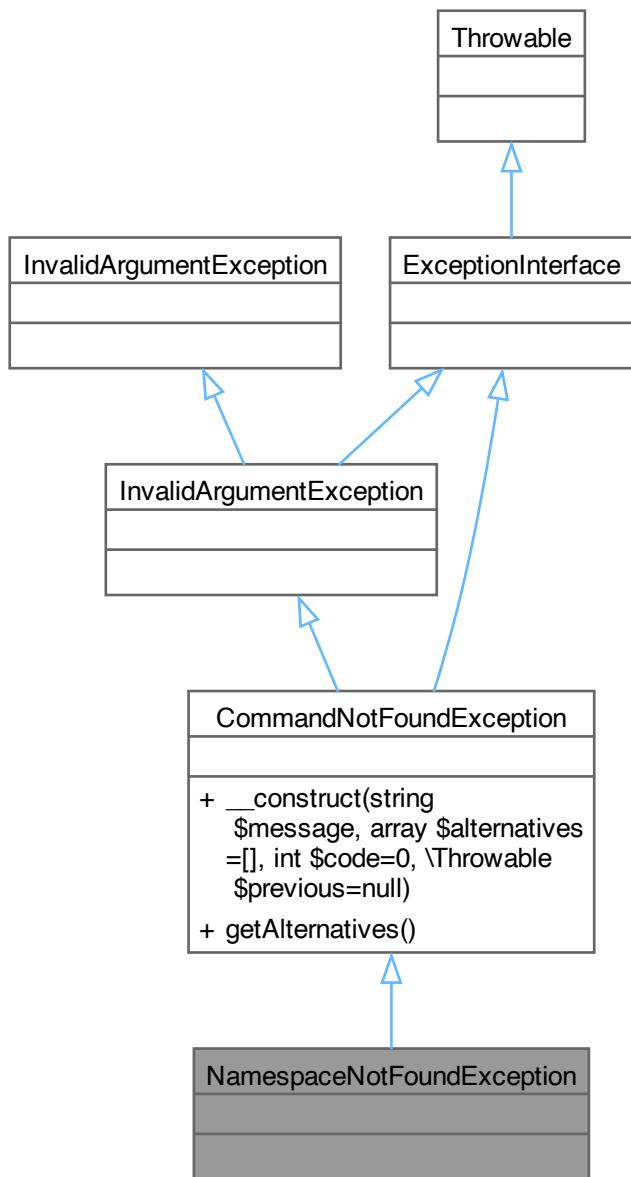 Throwable
InvalidArgumentException
ExceptionInterface
InvalidArgumentException
CommandNotFoundException
+ __construct(string
$message, array $alternatives
=[], int $code=0, \Throwable
$previous=null)
+ getAlternatives()
NamespaceNotFoundException